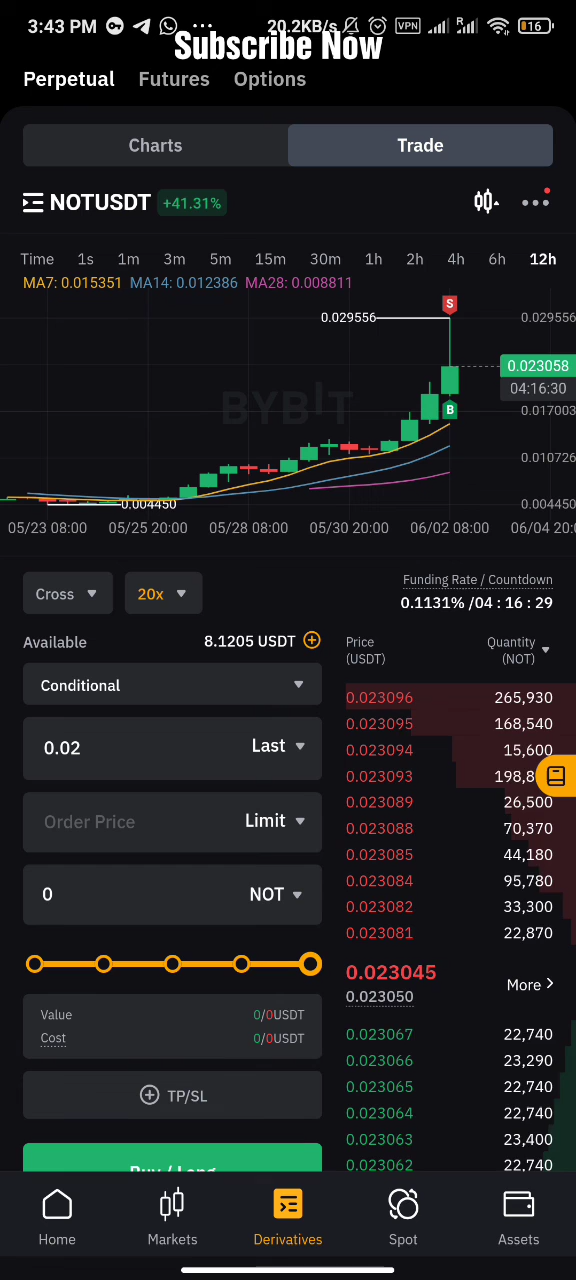 3:43 PM ... 20.2KB/s VPN R 16
Subscribe Now
Perpetual Futures Options
Charts Trade
NOTUSDT +41.31%
Time 1s 1m 3m 5m 15m 30m 1h 2h 4h 6h 12h
MA7: 0.015351 MA14: 0.012386 MA28: 0.008811
S
0.029556 0.029556
0.023058
04:16:30
BYBIT
B
0.017003
0.010726
0.004450 0.004450
05/23 08:00 05/25 20:00 05/28 08:00 05/30 20:00 06/02 08:00 06/04 20:
Cross 20x
Funding Rate / Countdown
0.1131% /04 : 16 : 29
Available 8.1205 USDT
Conditional
0.02 Last
Order Price Limit
0 NOT
Value 0/0USDT
Cost 0/0USDT
TP/SL
Buy / Long
Price Quantity
(USDT) (NOT)
0.023096 265,930
0.023095 168,540
0.023094 15,600
0.023093 198,8
0.023089 26,500
0.023088 70,370
0.023085 44,180
0.023084 95,780
0.023082 33,300
0.023081 22,870
0.023045
0.023050
More
0.023067 22,740
0.023066 23,290
0.023065 22,740
0.023064 22,740
0.023063 23,400
0.023062 22,740
Home Markets Derivatives Spot Assets